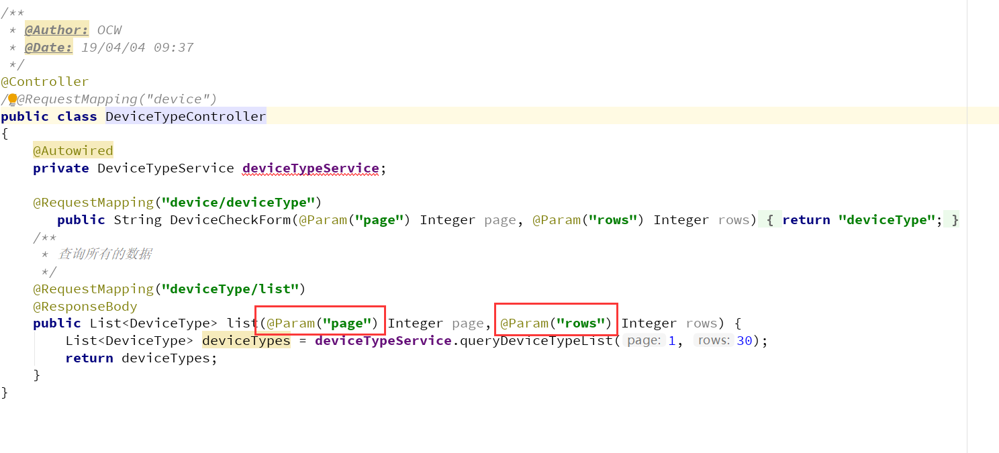 /**
 * @Author: OCW
 * @Date: 19/04/04 09:37
 */
@Controller
/@RequestMapping("device")
public class DeviceTypeController
{
    @Autowired
    private DeviceTypeService deviceTypeService;

    @RequestMapping("device/deviceType")
       public String DeviceCheckForm(@Param("page") Integer page, @Param("rows") Integer rows) { return "deviceType"; }
    /**
     * 查询所有的数据
     */
    @RequestMapping("deviceType/list")
    @ResponseBody
    public List<DeviceType> list(@Param("page") Integer page, @Param("rows") Integer rows) {
        List<DeviceType> deviceTypes = deviceTypeService.queryDeviceTypeList( page: 1, rows: 30);
        return deviceTypes;
    }
}